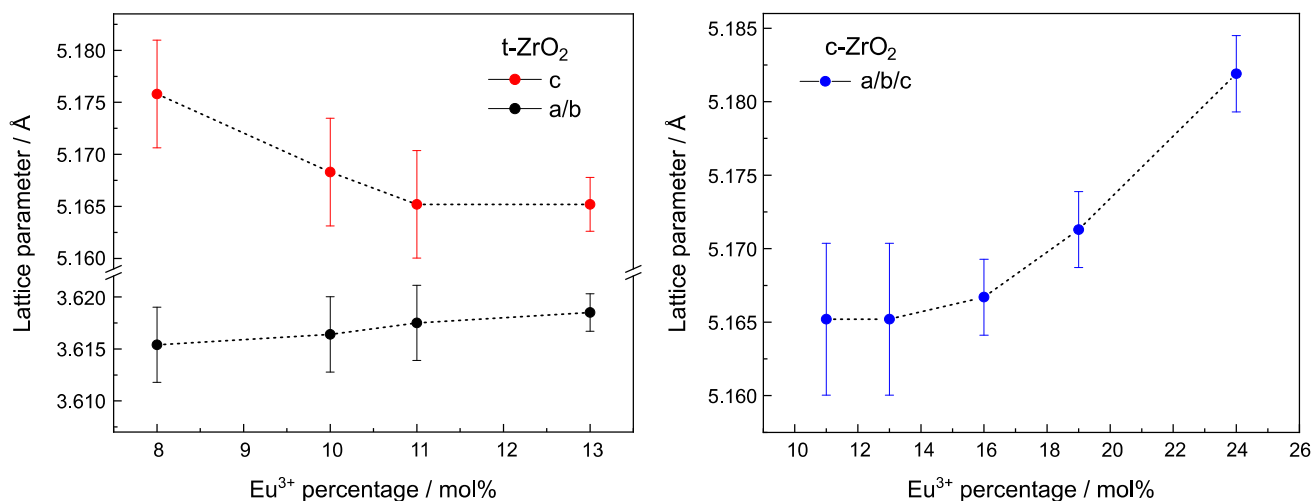 t-ZrO₂
c
a/b
5.180
5.175
5.170
5.165
5.160
3.620
3.615
3.610
Lattice parameter / Å
8 9 10 11 12 13
Eu³⁺ percentage / mol%
c-ZrO₂
a/b/c
5.185
5.180
5.175
5.170
5.165
5.160
Lattice parameter / Å
10 12 14 16 18 20 22 24 26
Eu³⁺ percentage / mol%